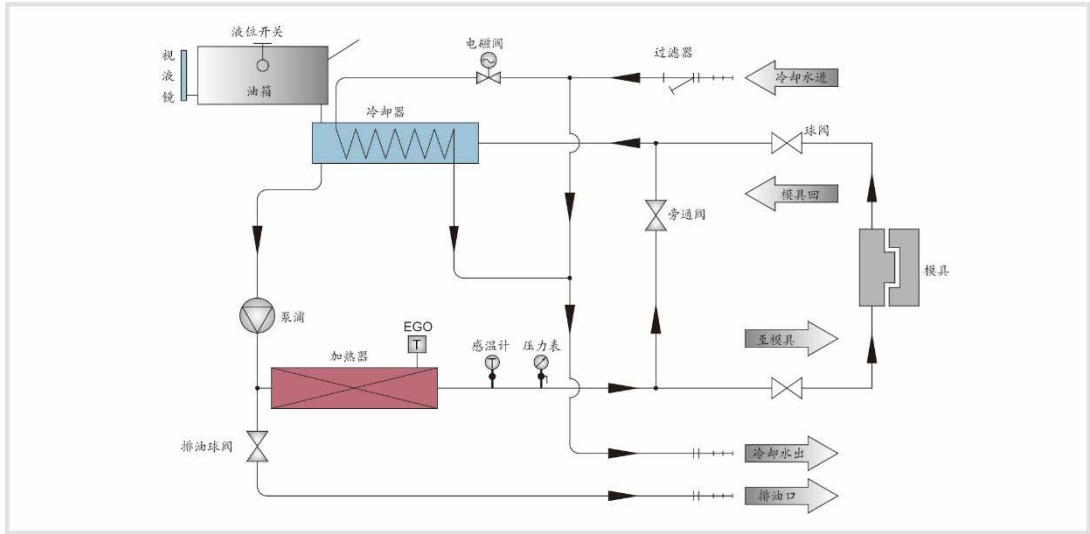 液位开关
视
液
镜
油箱
电磁阀
过滤器
冷却水进
冷却器
球阀
模具回
旁通阀
模具
泵浦
EGO
T
加热器
感温计
T
压力表
至模具
排油球阀
冷却水出
排油口